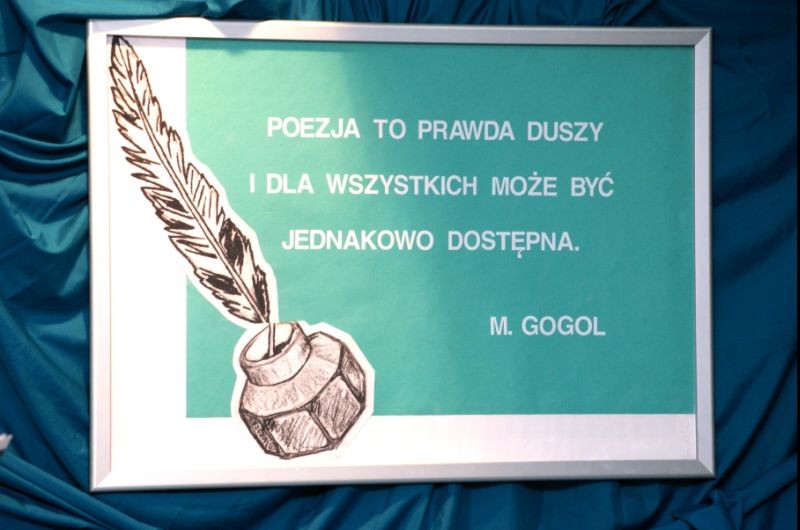 POEZJA TO PRAWDA DUSZY
I DLA WSZYSTKICH MOŻE BYĆ
JEDNAKOWO DOSTĘPNA.
M. GOGOL